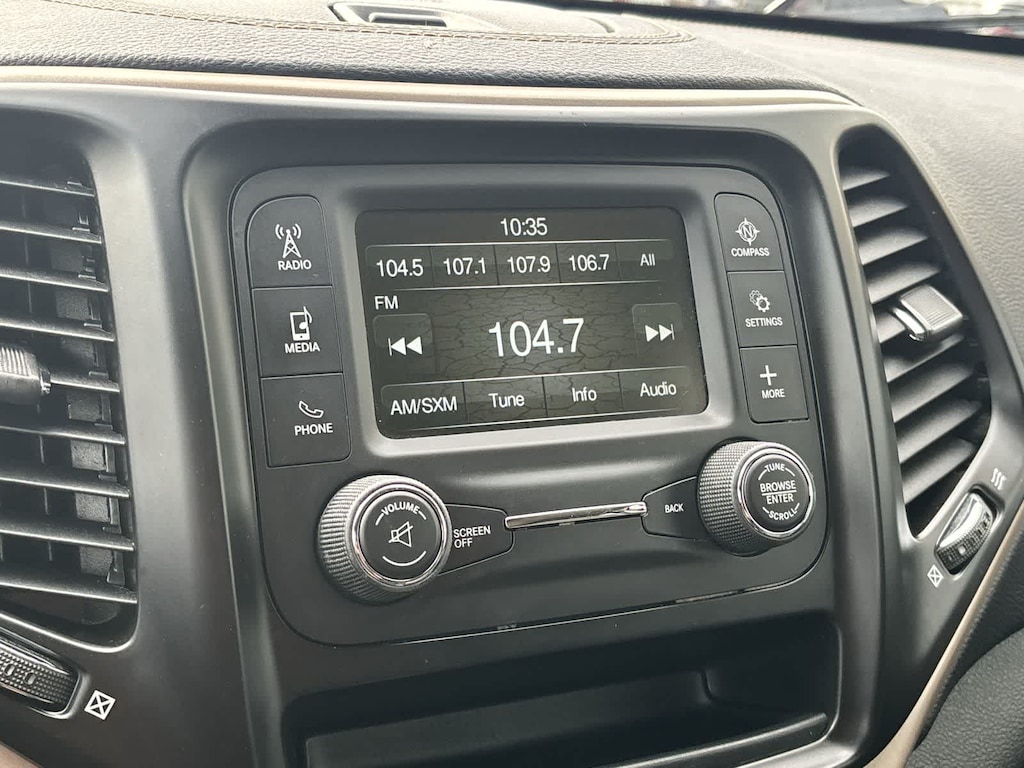 10:35
104.5 107.1 107.9 106.7 All
FM
104.7
AM/SXM Tune Info Audio
RADIO
MEDIA
PHONE
COMPASS
SETTINGS
MORE
VOLUME
SCREEN
OFF
BACK
TUNE
BROWSE
ENTER
SCROLL